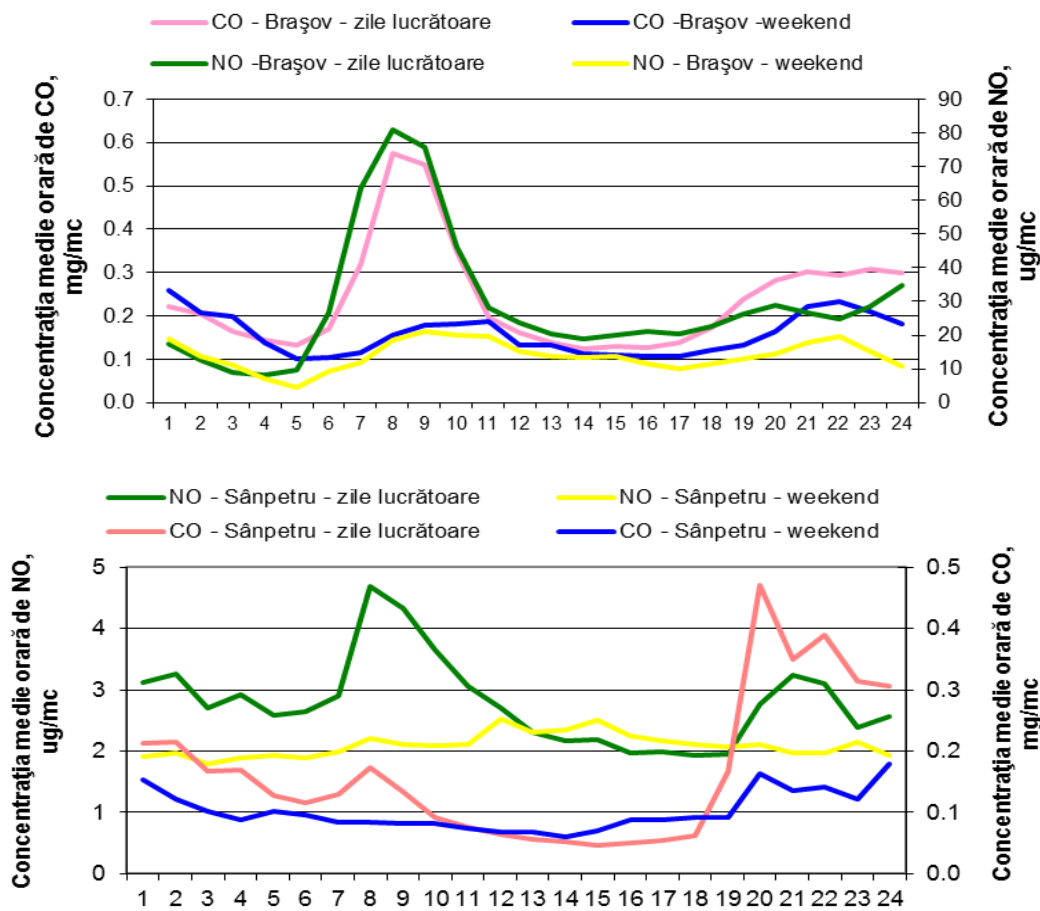 CO - Braşov - zile lucrătoare
CO -Braşov -weekend
NO -Braşov - zile lucrătoare
NO - Braşov - weekend
Concentraţia medie orară de CO,
mg/mc
0.7
0.6
0.5
0.4
0.3
0.2
0.1
0.0
90
80
70
60
50
40
30
20
10
0
Concentraţia medie orară de NO,
ug/mc
1 2 3 4 5 6 7 8 9 10 11 12 13 14 15 16 17 18 19 20 21 22 23 24
NO - Sânpetru - zile lucrătoare
NO - Sânpetru - weekend
CO - Sânpetru - zile lucrătoare
CO - Sânpetru - weekend
Concentraţia medie orară de NO,
ug/mc
5
4
3
2
1
0
0.5
0.4
0.3
0.2
0.1
0.0
Concentraţia medie orară de CO,
mg/mc
1 2 3 4 5 6 7 8 9 10 11 12 13 14 15 16 17 18 19 20 21 22 23 24